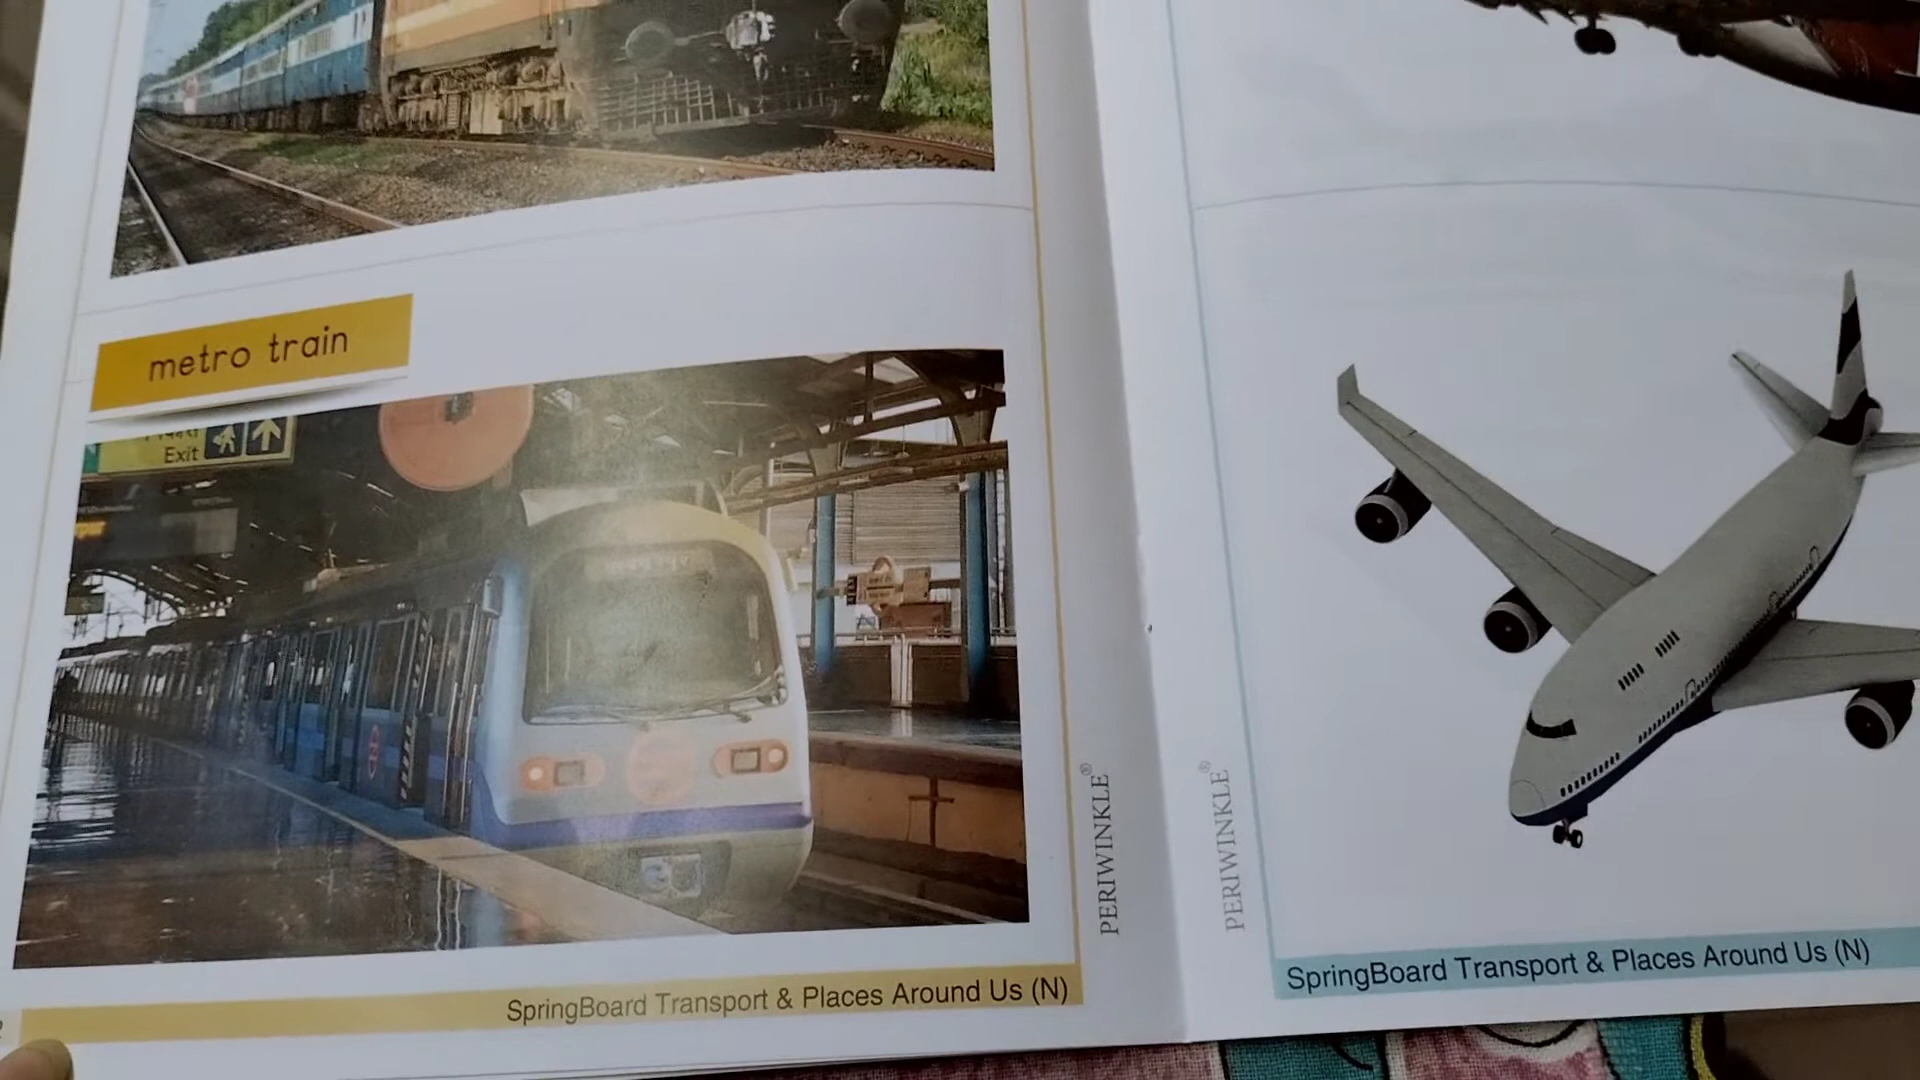 metro train
Exit
PERIWINKLE®
SpringBoard Transport & Places Around Us (N)
PERIWINKLE®
SpringBoard Transport & Places Around Us (N)